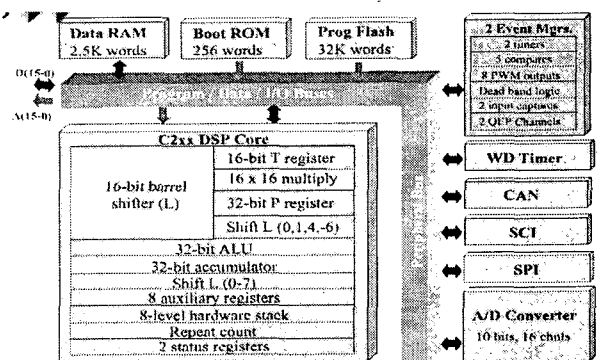 Data RAM
2.5K words
Boot ROM
256 words
Prog Flash
32K words
2 Event Mgrs.
2 timers
3 compares
8 PWM outputs
Dead band logic
2 input captures
2 QEP Channels
D(15-0)
A(15-0)
Program / Data / I/O Buses
C2xx DSP Core
16-bit barrel
shifter (L)
16-bit T register
16 x 16 multiply
32-bit P register
Shift L (0,1,4,-6)
32-bit ALU
32-bit accumulator
Shift L (0-7)
8 auxiliary registers
8-level hardware stack
Repeat count
2 status registers
WD Timer
CAN
SCI
SPI
A/D Converter
10 bits, 16 chnls